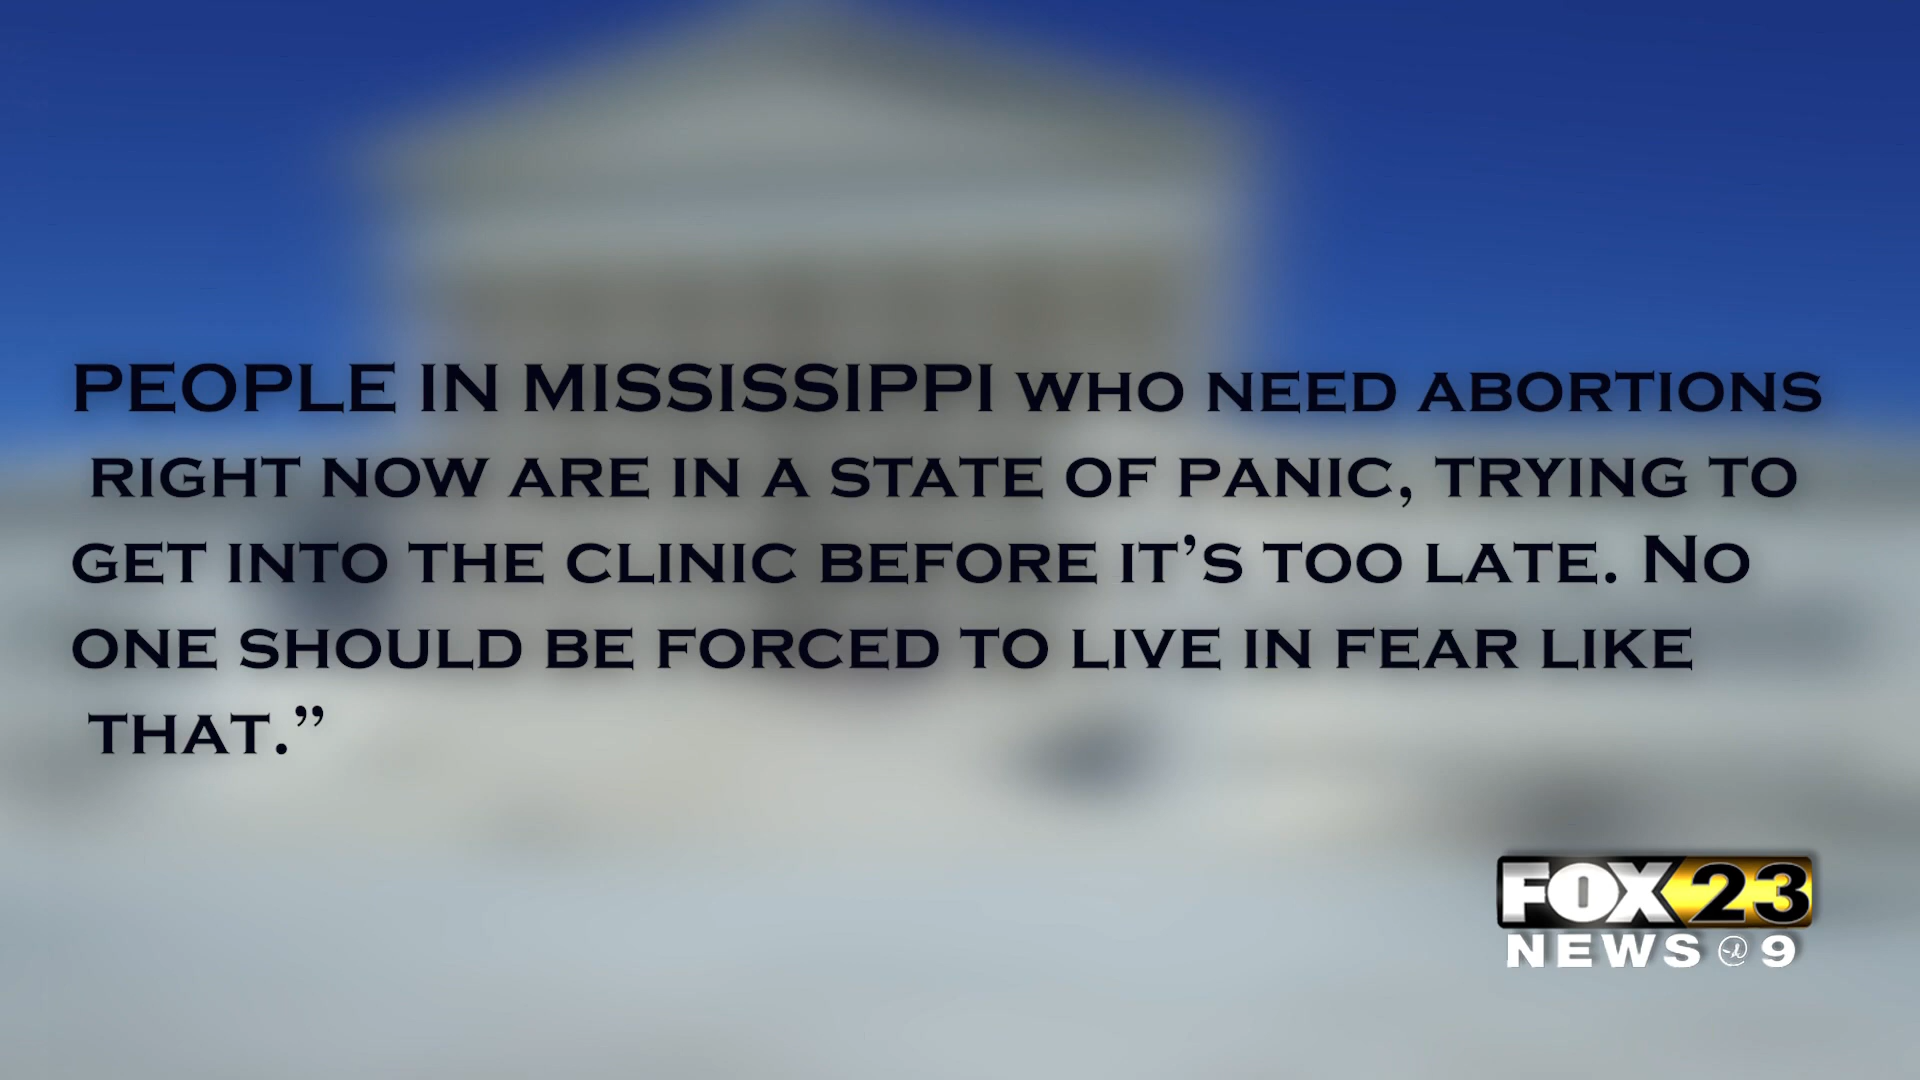 PEOPLE IN MISSISSIPPI WHO NEED ABORTIONS
RIGHT NOW ARE IN A STATE OF PANIC, TRYING TO
GET INTO THE CLINIC BEFORE IT’S TOO LATE. NO
ONE SHOULD BE FORCED TO LIVE IN FEAR LIKE
THAT.”
FOX 23
NEWS @ 9